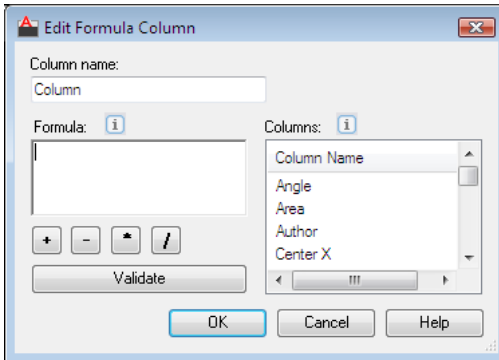 Edit Formula Column
Column name:
Column
Formula:
Columns:
Column Name
Angle
Area
Author
Center X
+ - * /
Validate
OK Cancel Help